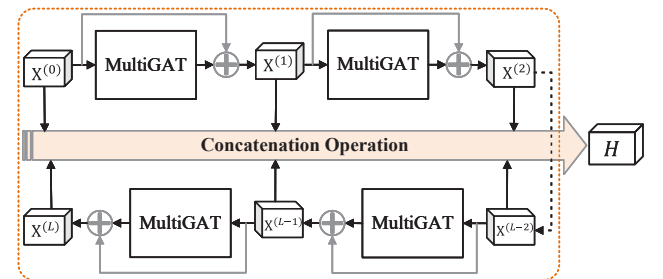 X^(0) MultiGAT X^(1) MultiGAT X^(2)
Concatenation Operation H
X^(L) MultiGAT X^(L-1) MultiGAT X^(L-2)